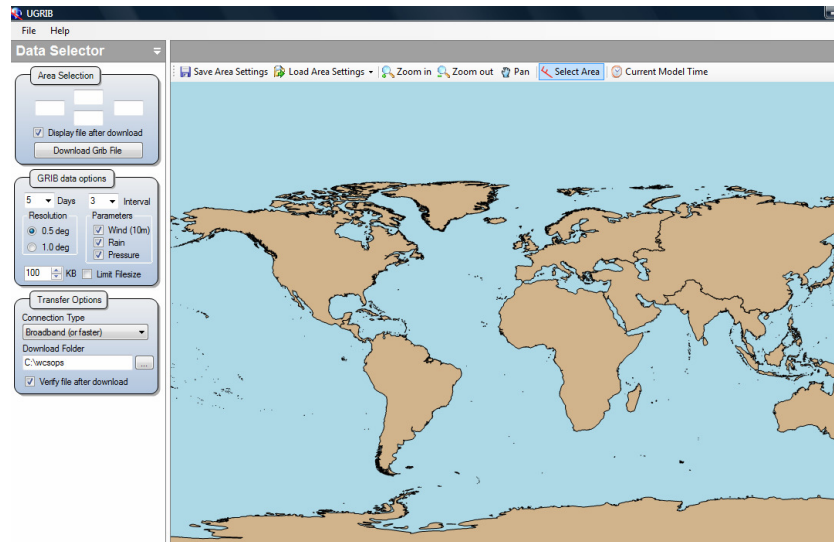 UGRIB
File Help
Data Selector
Save Area Settings Load Area Settings Zoom in Zoom out Pan Select Area Current Model Time
Area Selection
Display file after download
Download Grib File
GRIB data options
5 Days 3 Interval
Resolution
0.5 deg
1.0 deg
Parameters
Wind (10m)
Rain
Pressure
100 KB Limit Filesize
Transfer Options
Connection Type
Broadband (or faster)
Download Folder
C:\wcsops
...
Verify file after download